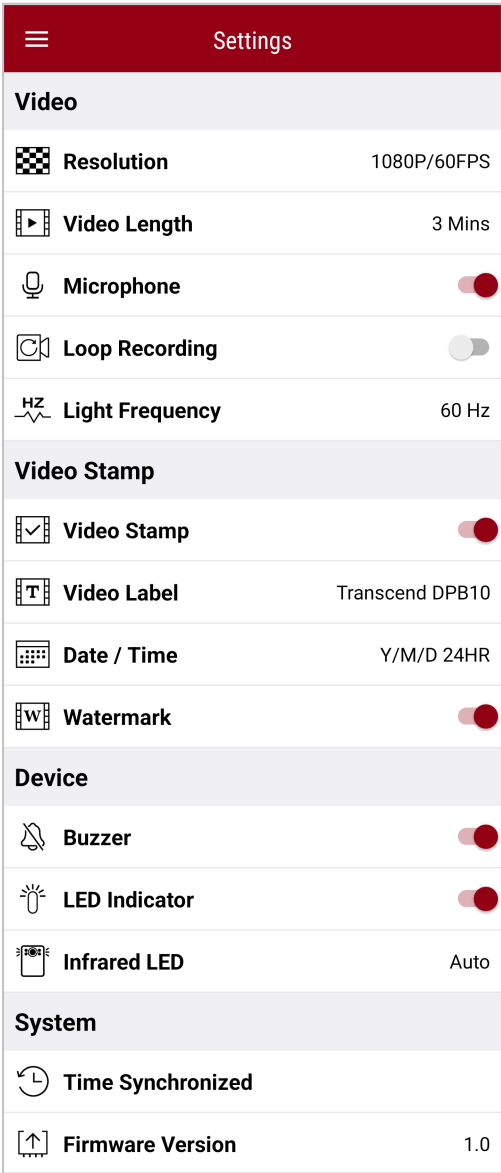 Settings
Video
Resolution 1080P/60FPS
Video Length 3 Mins
Microphone
Loop Recording
HZ Light Frequency 60 Hz
Video Stamp
Video Stamp
T Video Label Transcend DPB10
Date / Time Y/M/D 24HR
W Watermark
Device
Buzzer
LED Indicator
Infrared LED Auto
System
Time Synchronized
Firmware Version 1.0